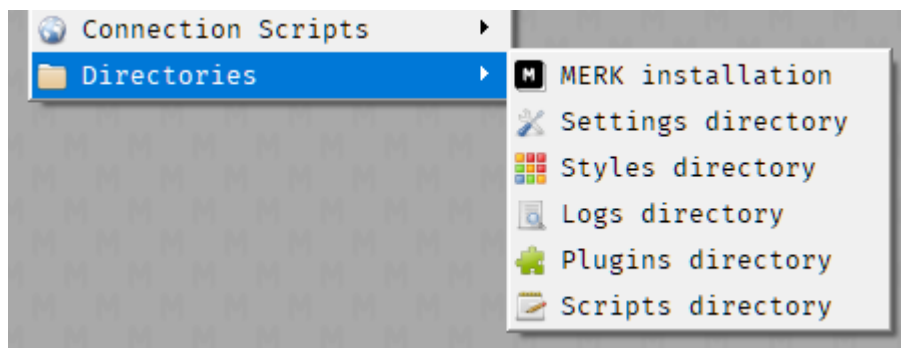 Connection Scripts
Directories
MERK installation
Settings directory
Styles directory
Logs directory
Plugins directory
Scripts directory